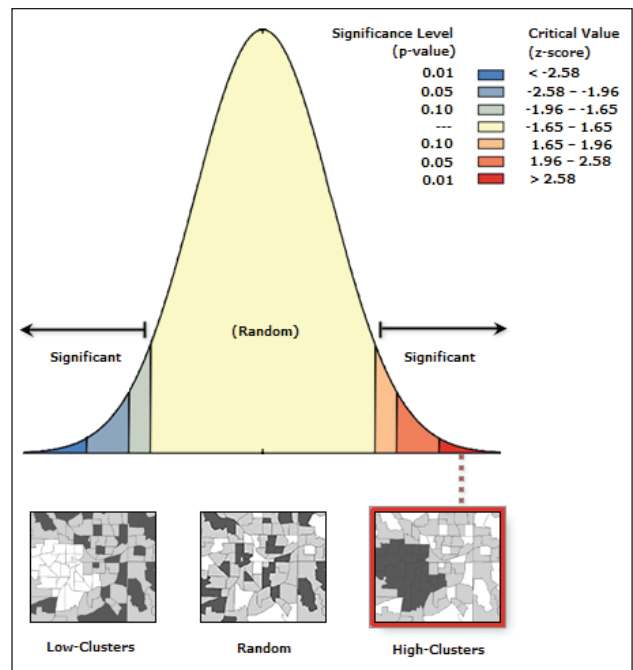 Significance Level Critical Value
(p-value) (z-score)
0.01 < -2.58
0.05 -2.58 – -1.96
0.10 -1.96 – -1.65
--- -1.65 – 1.65
0.10 1.65 – 1.96
0.05 1.96 – 2.58
0.01 > 2.58
(Random)
Significant Significant
Low-Clusters Random High-Clusters